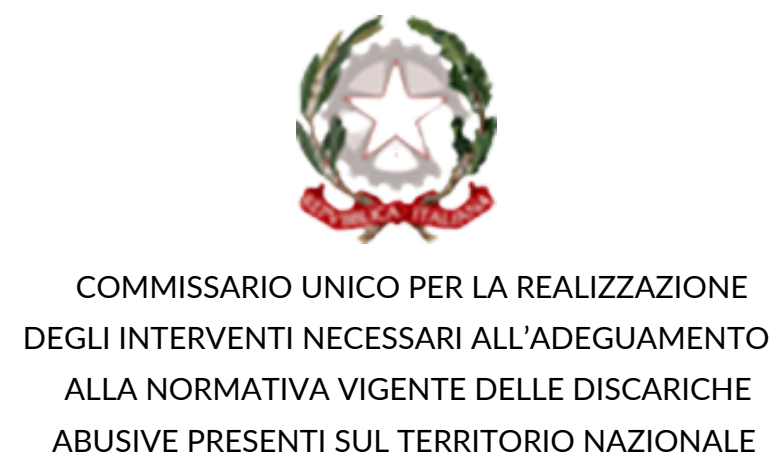 REPVBBLICA ITALIANA
COMMISSARIO UNICO PER LA REALIZZAZIONE
DEGLI INTERVENTI NECESSARI ALL’ADEGUAMENTO
ALLA NORMATIVA VIGENTE DELLE DISCARICHE
ABUSIVE PRESENTI SUL TERRITORIO NAZIONALE